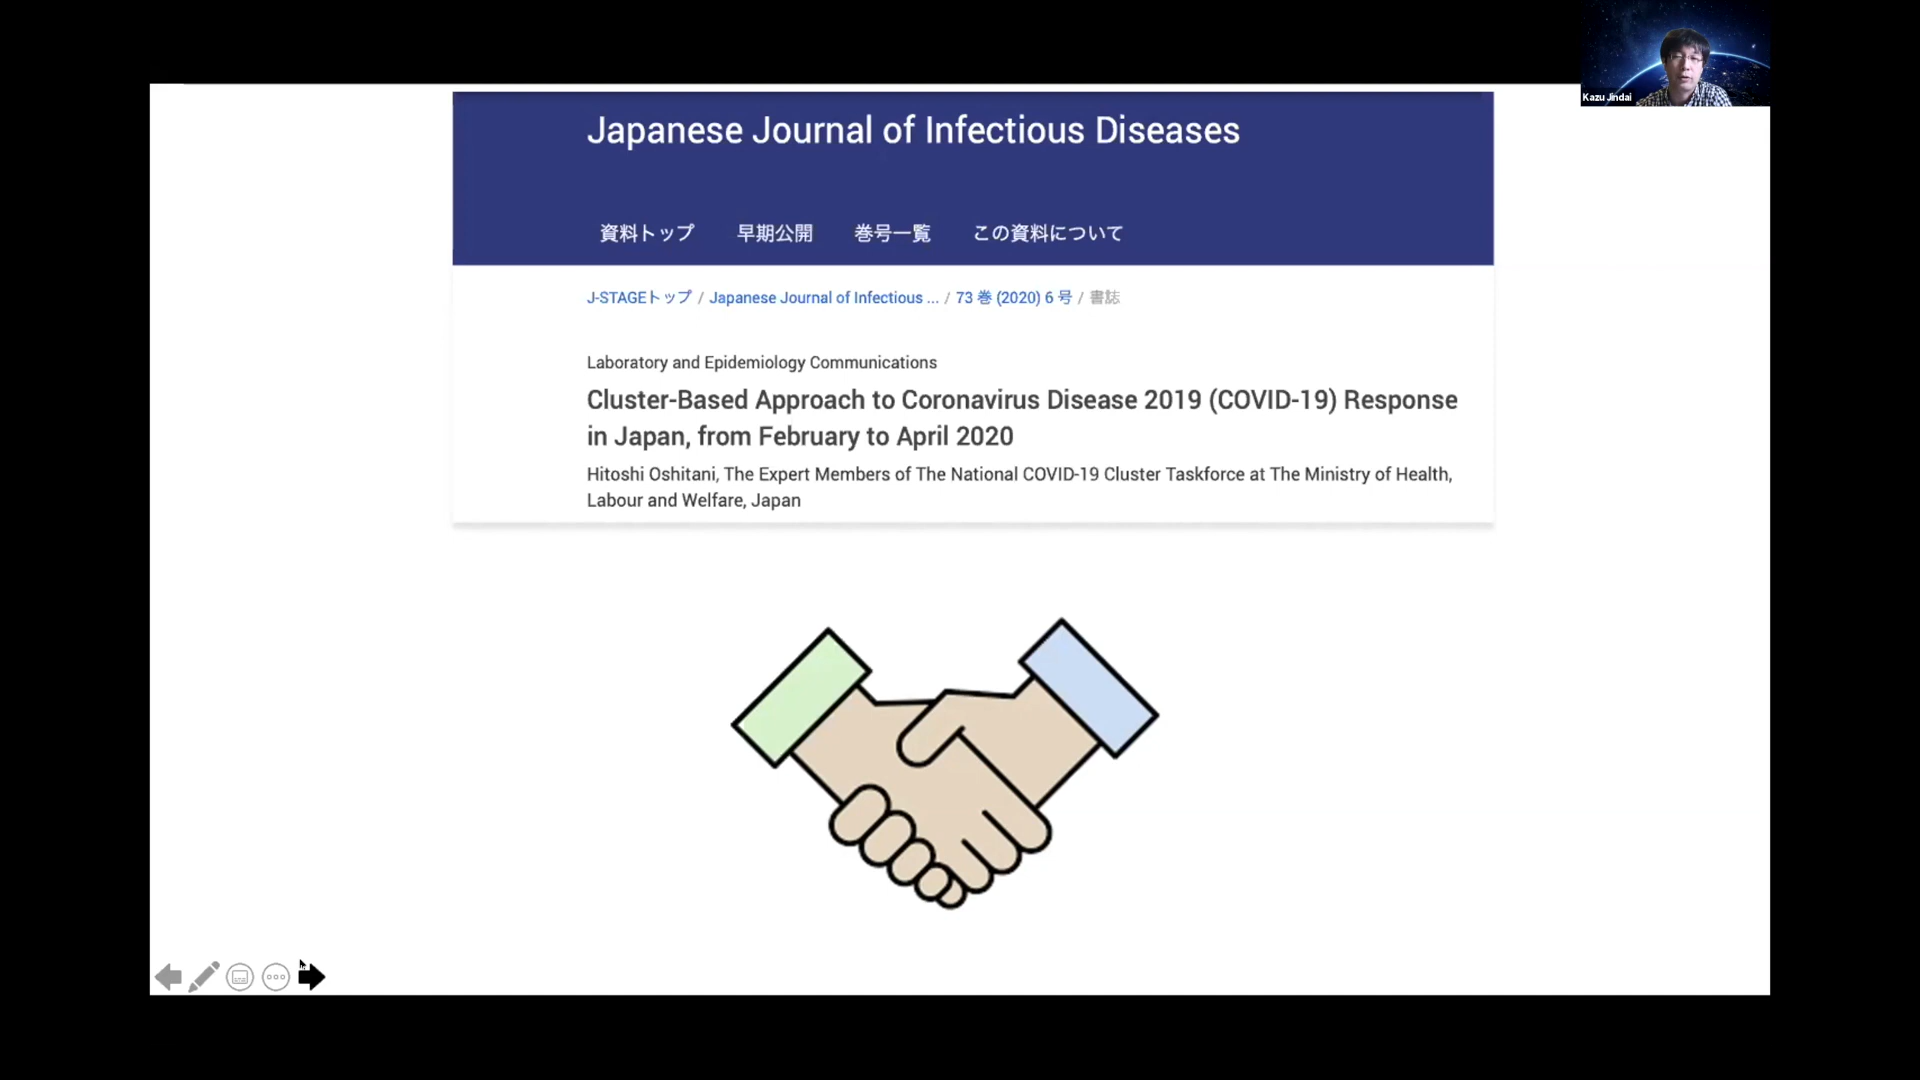 Kazu Jindai
Japanese Journal of Infectious Diseases
資料トップ 早期公開 巻号一覧 この資料について
J-STAGEトップ / Japanese Journal of Infectious ... / 73 巻 (2020) 6 号 / 書誌
Laboratory and Epidemiology Communications
Cluster-Based Approach to Coronavirus Disease 2019 (COVID-19) Response
in Japan, from February to April 2020
Hitoshi Oshitani, The Expert Members of The National COVID-19 Cluster Taskforce at The Ministry of Health,
Labour and Welfare, Japan